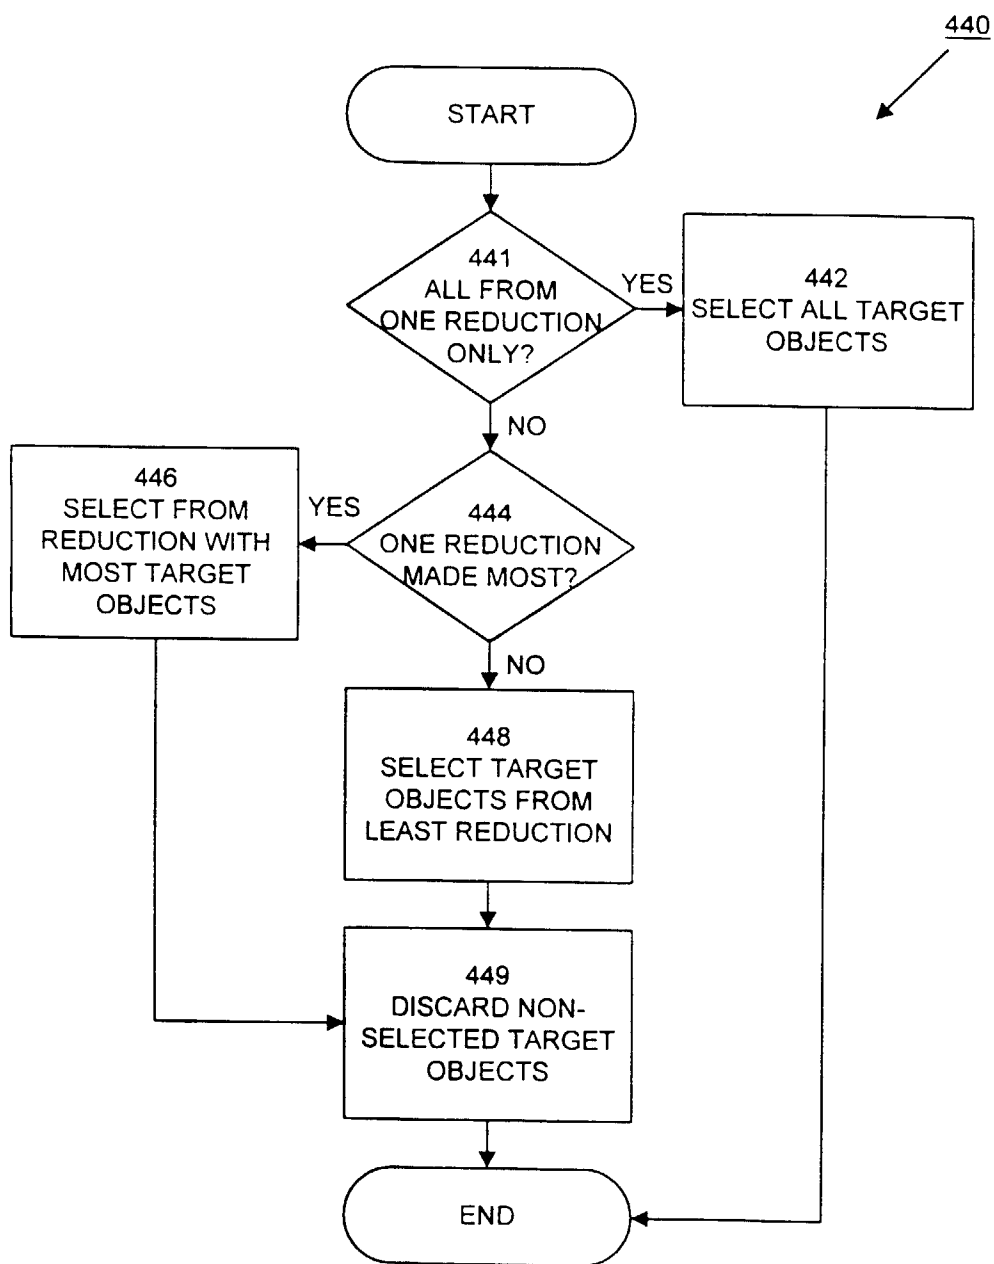 440
START
441
ALL FROM
ONE REDUCTION
ONLY?
YES
442
SELECT ALL TARGET
OBJECTS
NO
446
SELECT FROM
REDUCTION WITH
MOST TARGET
OBJECTS
YES
444
ONE REDUCTION
MADE MOST?
NO
448
SELECT TARGET
OBJECTS FROM
LEAST REDUCTION
449
DISCARD NON-
SELECTED TARGET
OBJECTS
END